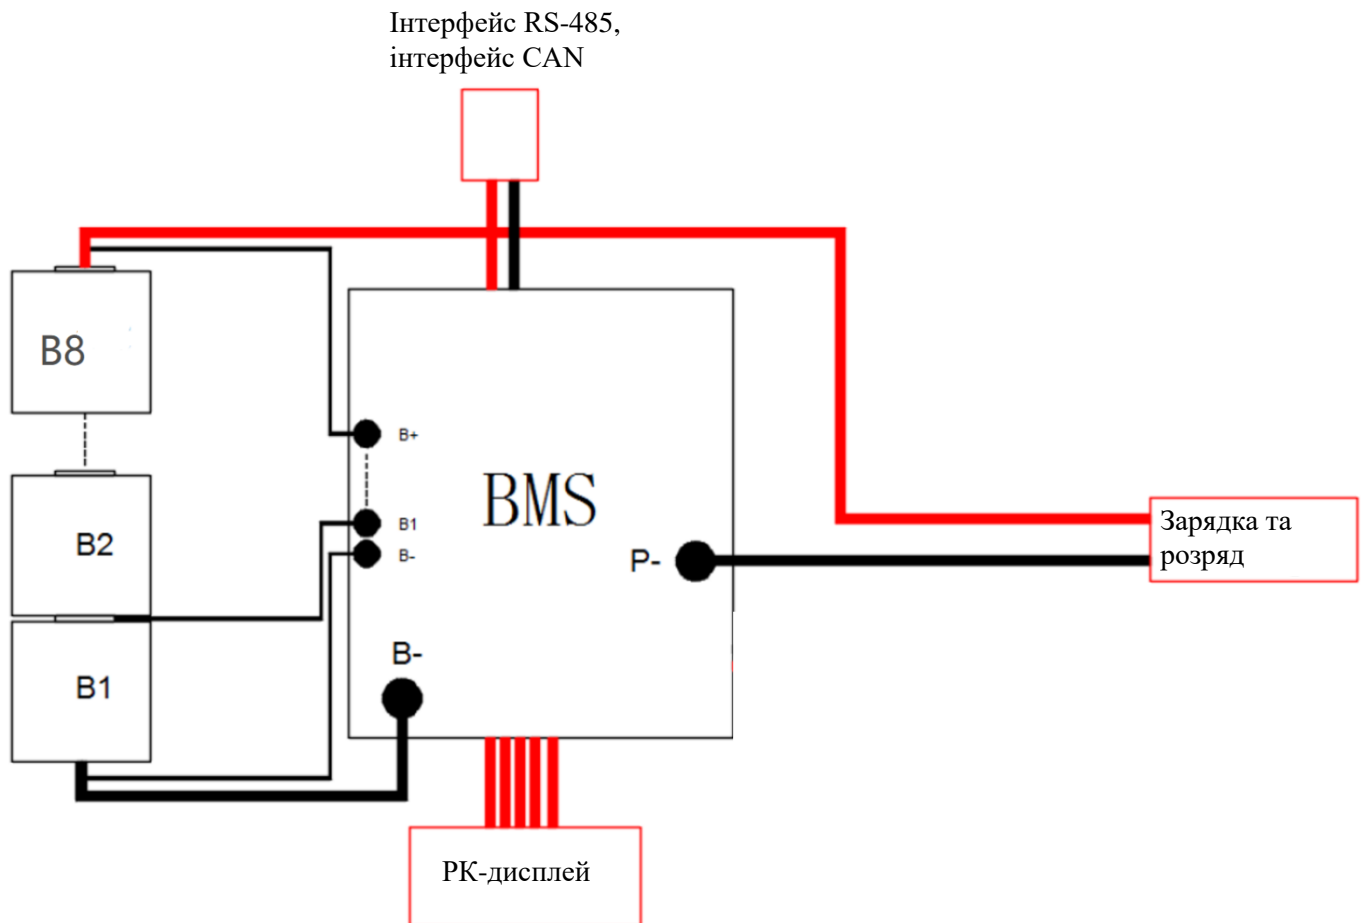 Інтерфейс RS-485,
інтерфейс CAN
B8
B+
BMS
B2
B1
B-
Зарядка та
розряд
P-
B-
B1
РК-дисплей